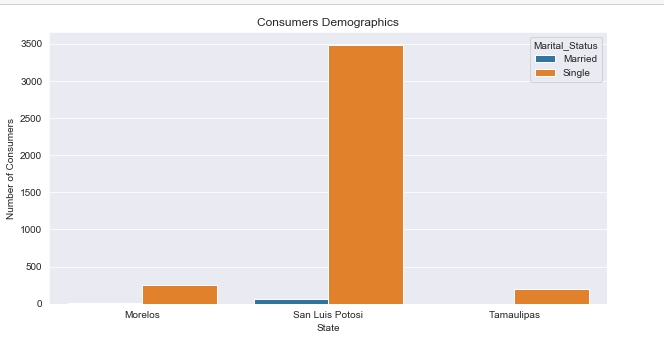 Consumers Demographics
Marital_Status
Married
Single
Number of Consumers
3500
3000
2500
2000
1500
1000
500
0
Morelos
San Luis Potosi
Tamaulipas
State